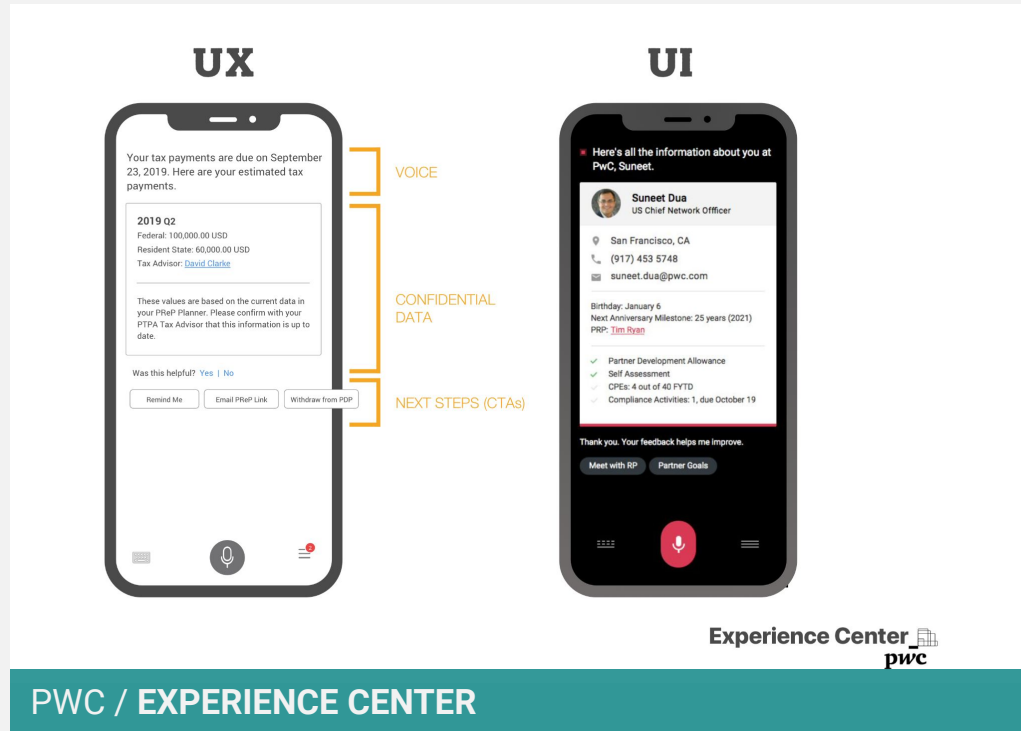 UX
Your tax payments are due on September
23, 2019. Here are your estimated tax
payments.
2019 Q2
Federal: 100,000.00 USD
Resident State: 60,000.00 USD
Tax Advisor: David Clarke
These values are based on the current data in
your PReP Planner. Please confirm with your
PTPA Tax Advisor that this information is up to
date.
Was this helpful? Yes | No
Remind Me
Email PReP Link
Withdraw from PDP
2
VOICE
CONFIDENTIAL
DATA
NEXT STEPS (CTAs)
UI
Here's all the information about you at
PwC, Suneet.
Suneet Dua
US Chief Network Offficer
San Francisco, CA
(917) 453 5748
suneet.dua@pwc.com
Birthday: January 6
Next Anniversary Milestone: 25 years (2021)
PRP: Tim Ryan
Partner Development Allowance
Self Assessment
CPEs: 4 out of 40 FYTD
Compliance Activities: 1, due October 19
Thank you. Your feedback helps me improve.
Meet with RP
Partner Goals
Experience Center
pwc
PWC / EXPERIENCE CENTER